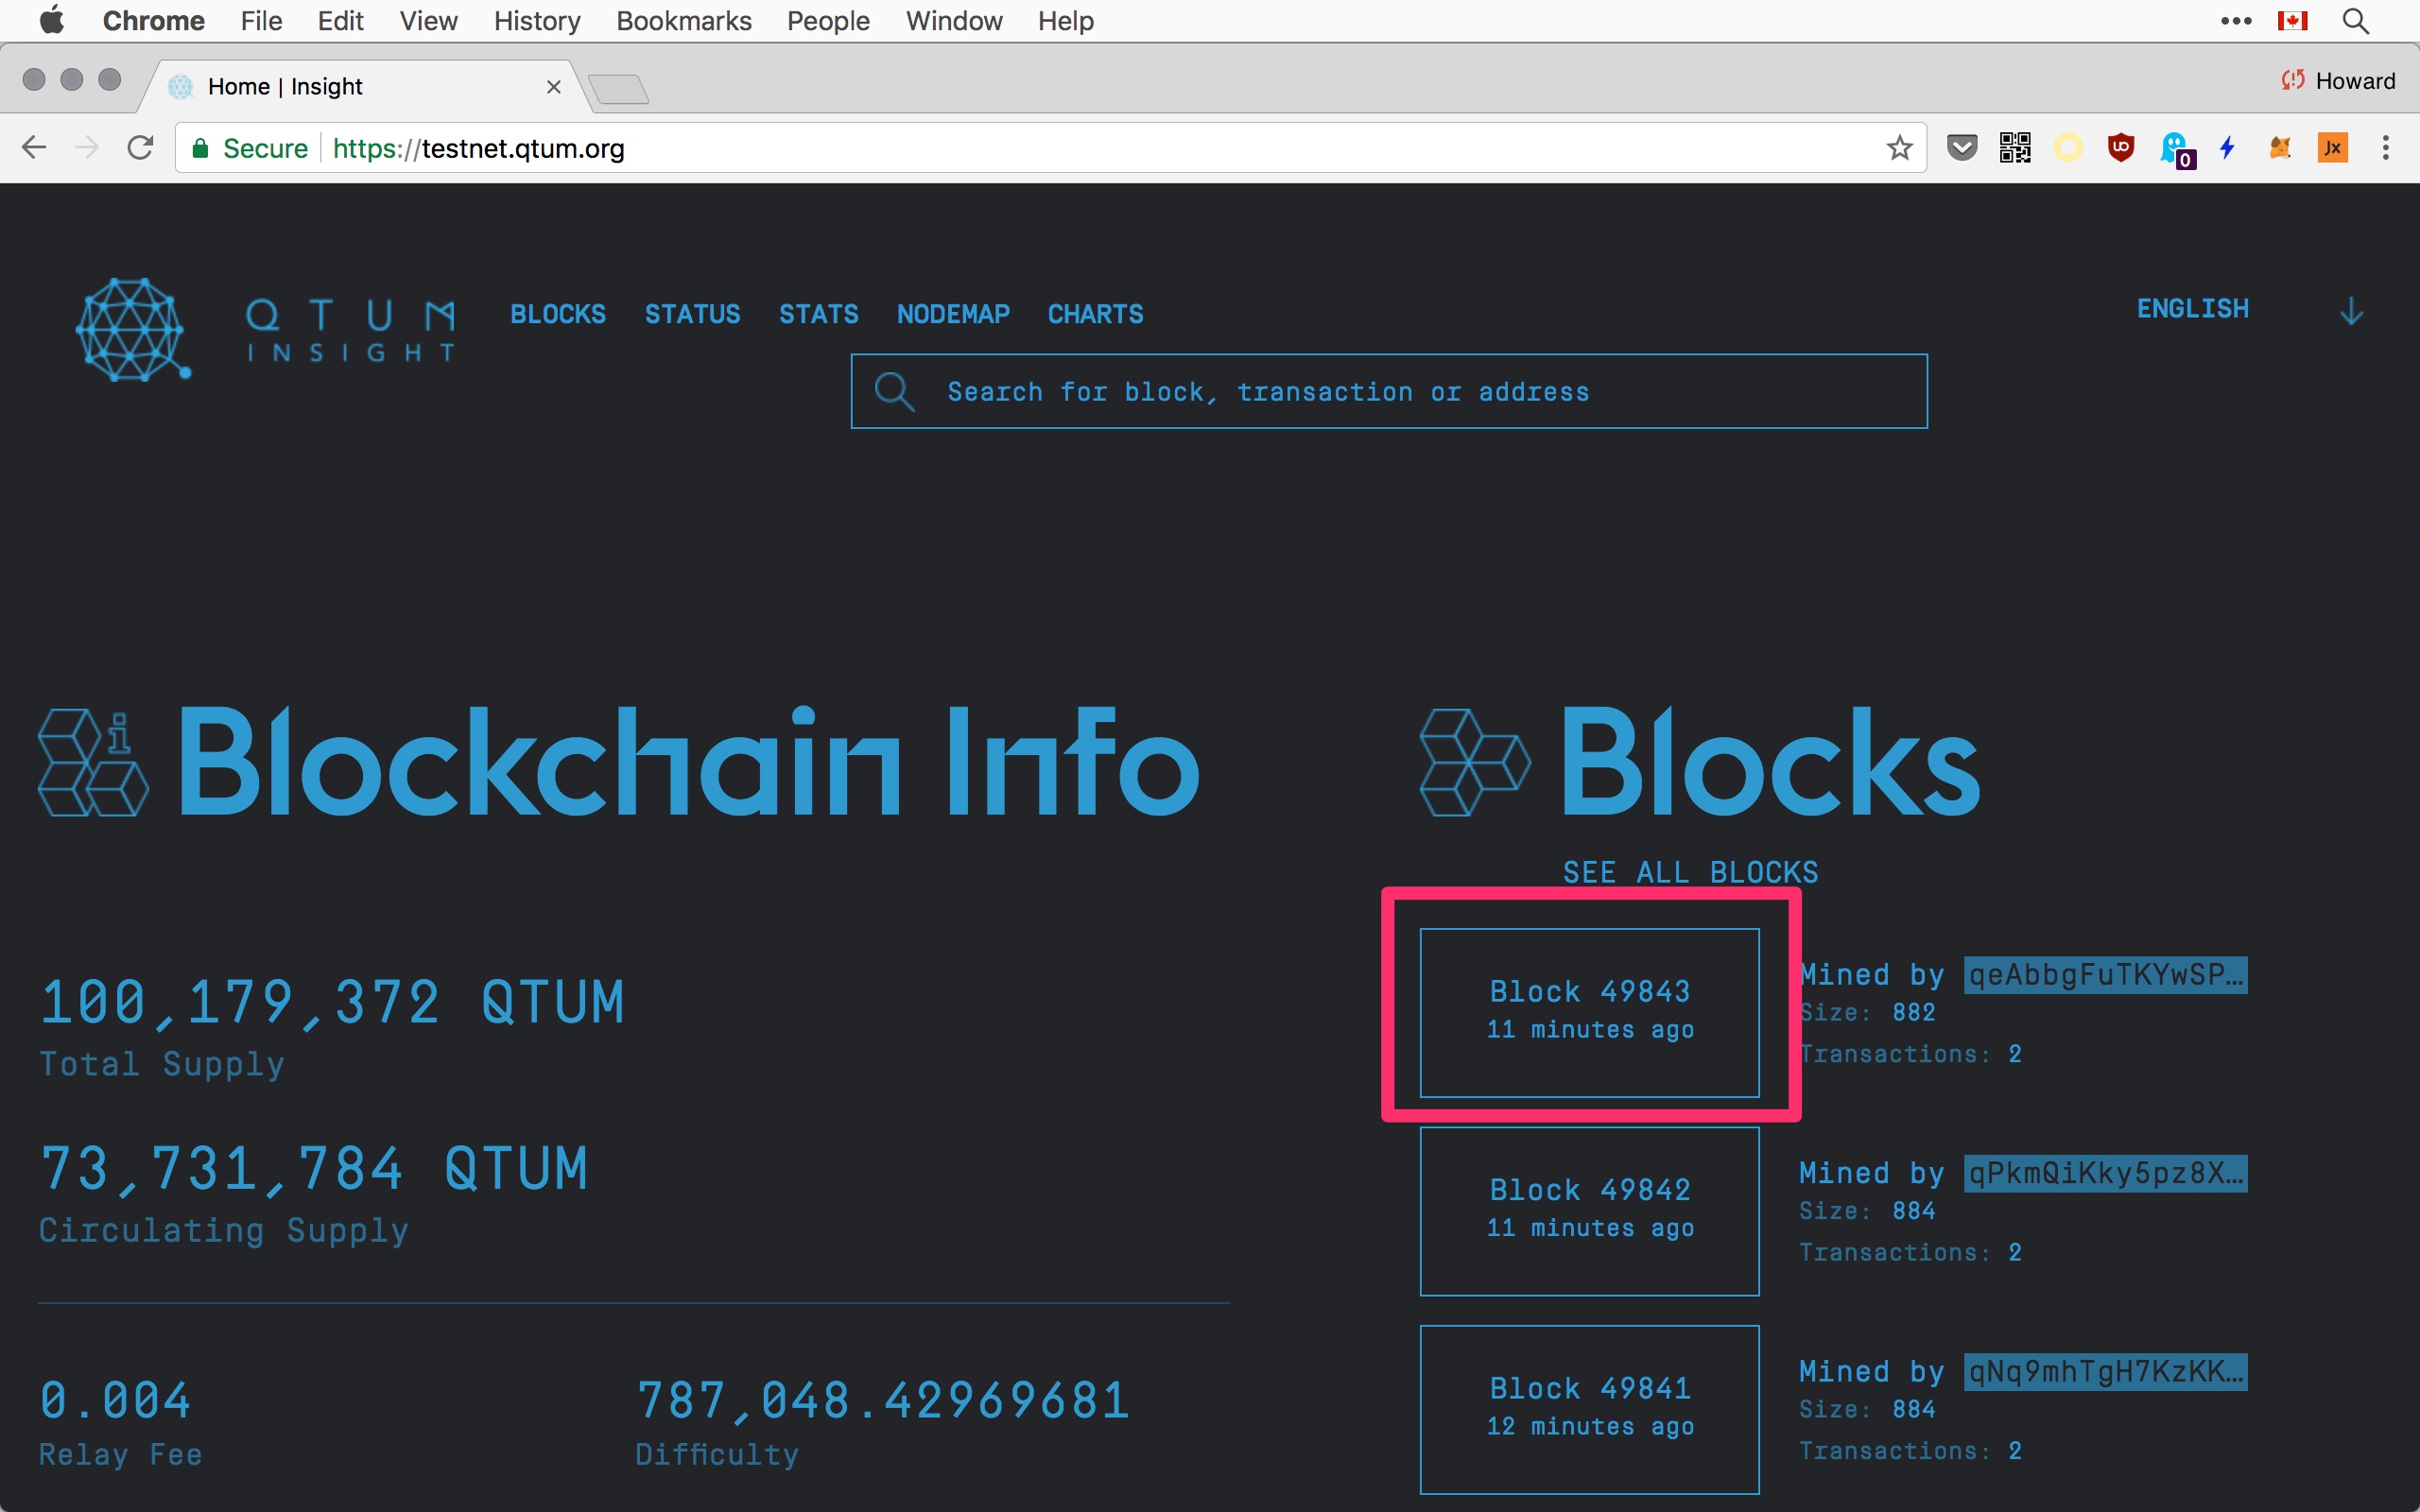 Chrome File Edit View History Bookmarks People Window Help
Home | Insight
Howard
Secure https://testnet.qtum.org
0
Jx
QTUM
INSIGHT
BLOCKS STATUS STATS NODEMAP CHARTS
ENGLISH
Search for block, transaction or address
Blockchain Info
100,179,372 QTUM
Total Supply
73,731,784 QTUM
Circulating Supply
0.004
Relay Fee
787,048.42969681
Difficulty
Blocks
SEE ALL BLOCKS
Block 49843
11 minutes ago
Mined by qeAbbgFuTKYwSP…
Size: 882
Transactions: 2
Block 49842
11 minutes ago
Mined by qPkmQiKky5pz8X…
Size: 884
Transactions: 2
Block 49841
12 minutes ago
Mined by qNq9mhTgH7KzKK…
Size: 884
Transactions: 2